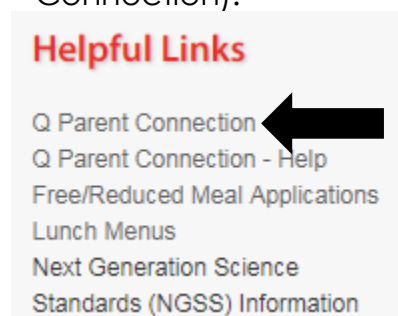 Connection).
Helpful Links
Q Parent Connection
Q Parent Connection - Help
Free/Reduced Meal Applications
Lunch Menus
Next Generation Science
Standards (NGSS) Information